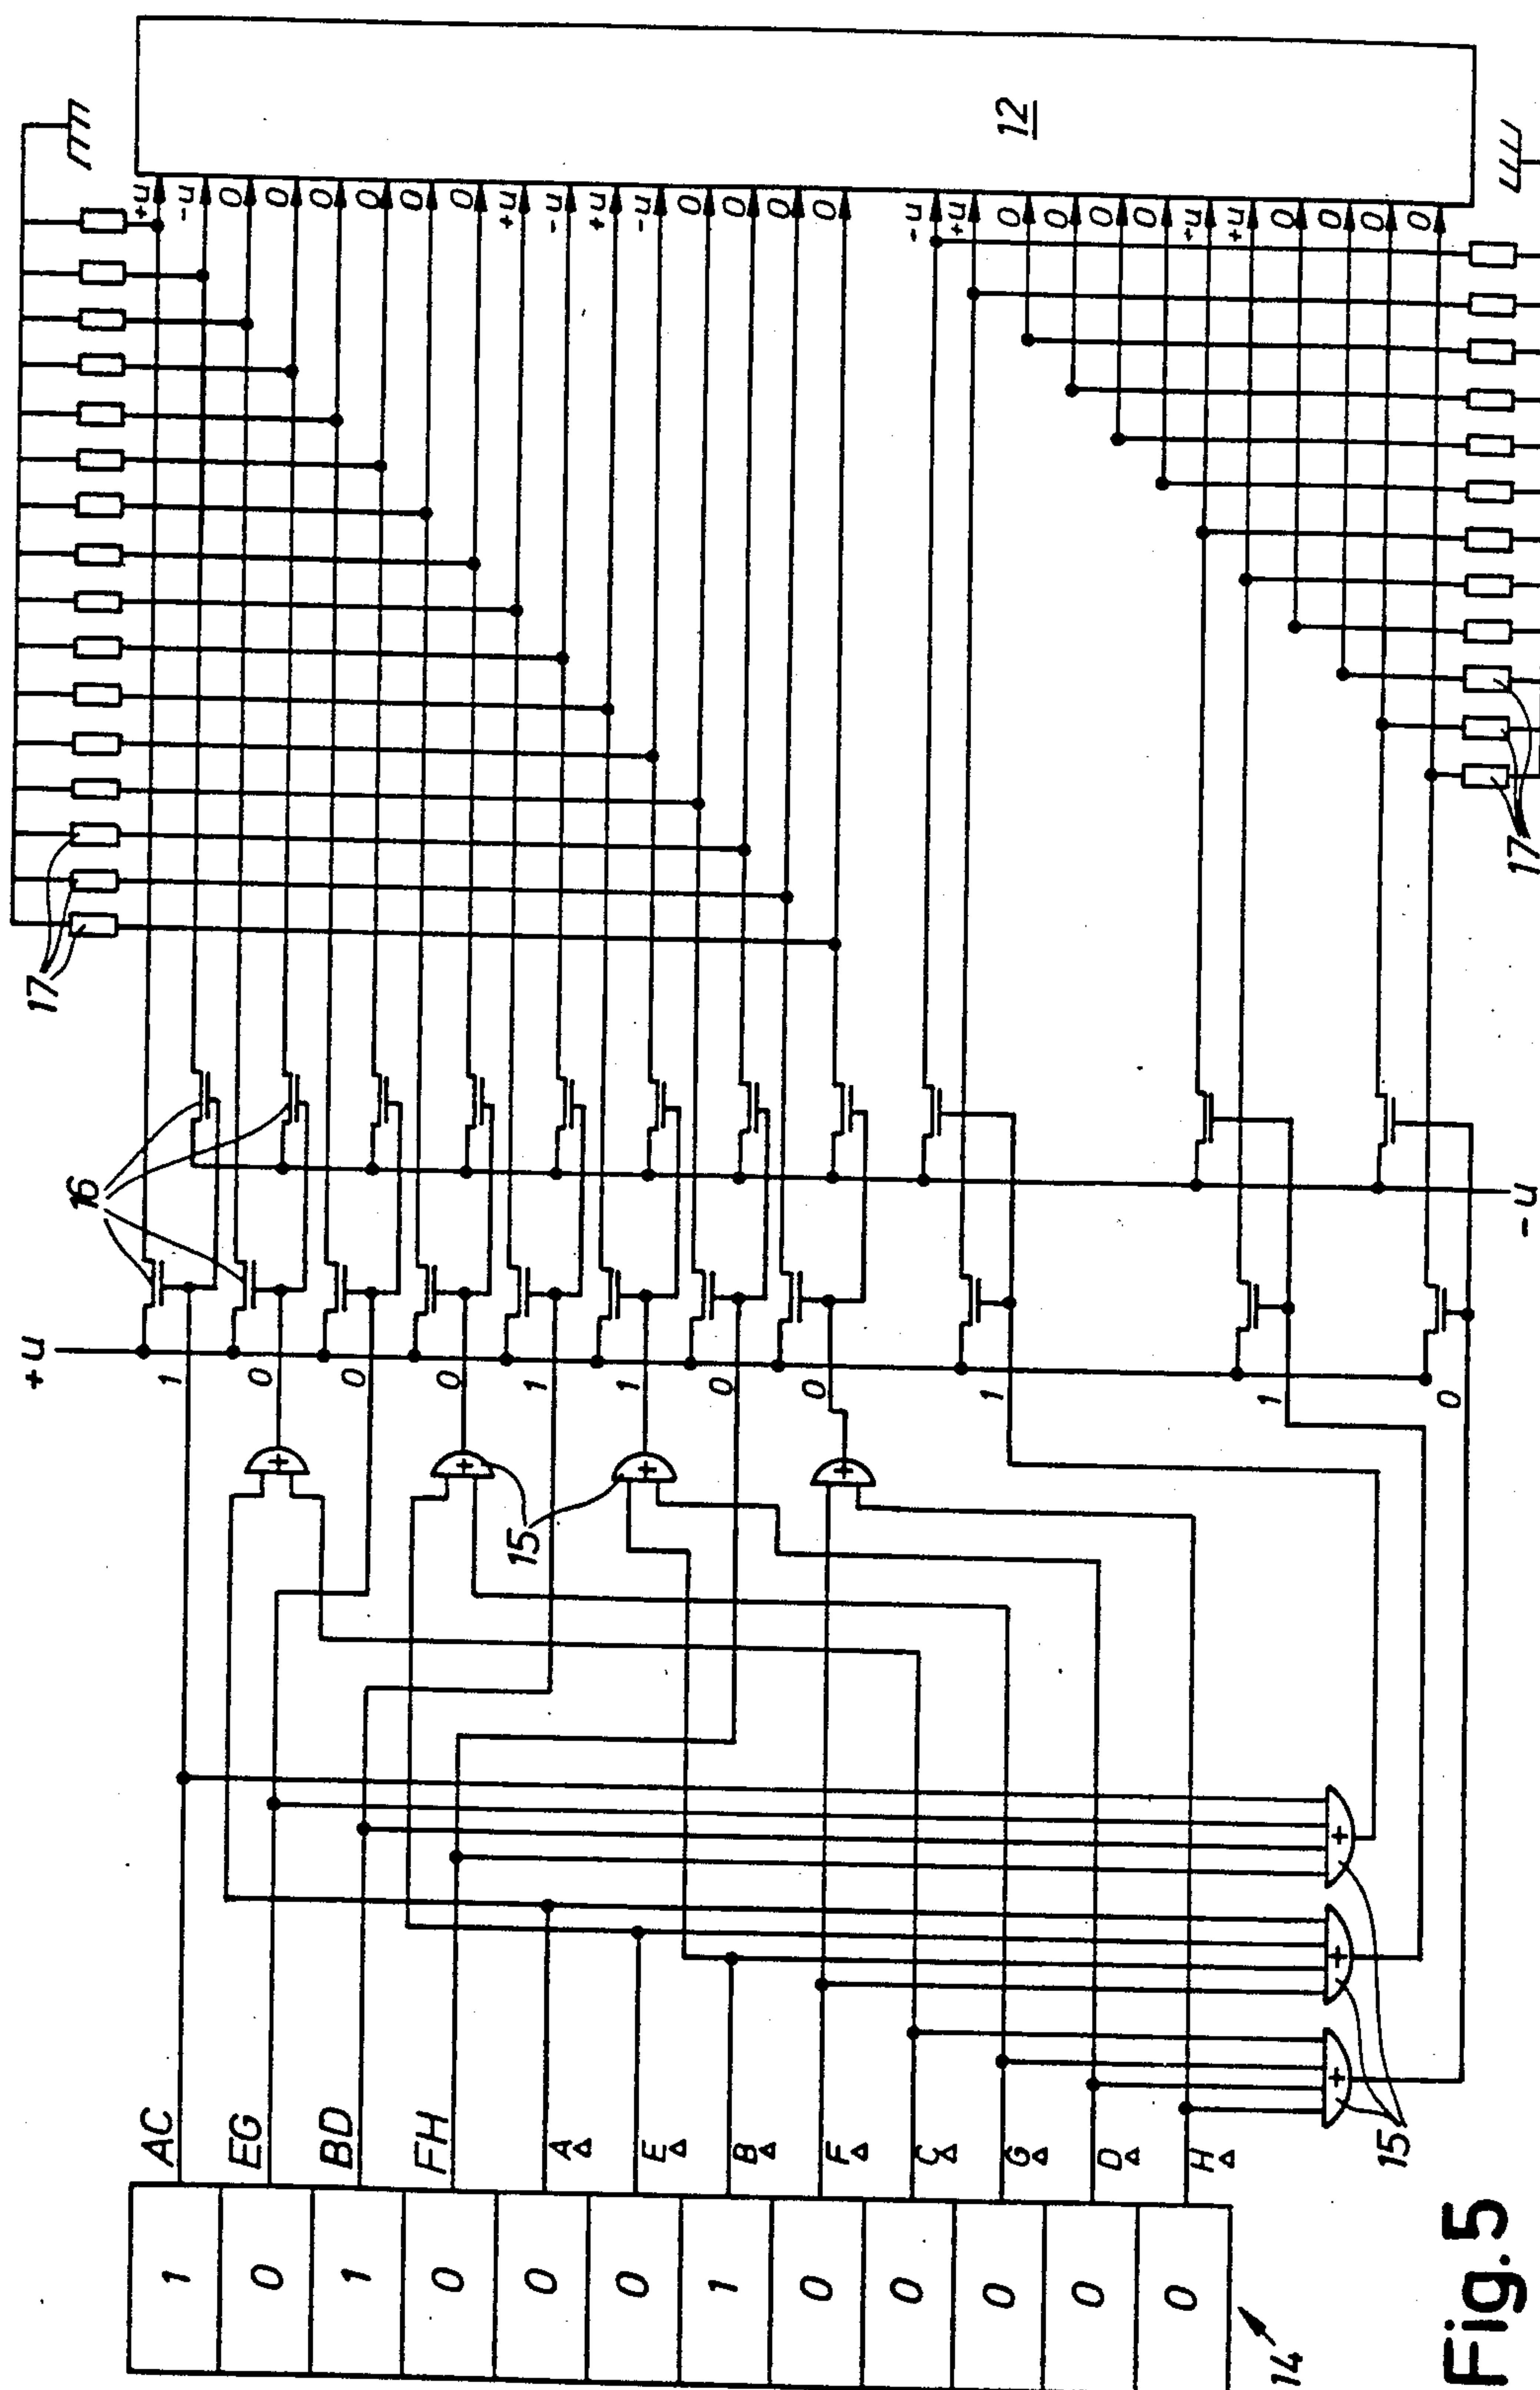 12
+u -u 0 0 0 0 0 0 +u -u +u -u 0 0 0 0 -u +u 0 0 0 0 +u +u 0 0 0 0
17
17
16
-u
+u
1 0 0 0 1 1 0 0 1 1 0
+ + + +
15
+
+
+
AC EG BD FH A∆ E∆ B∆ F∆ C∆ G∆ D∆ H∆
15
1 0 1 0 0 0 1 0 0 0 0 0
14
Fig.5